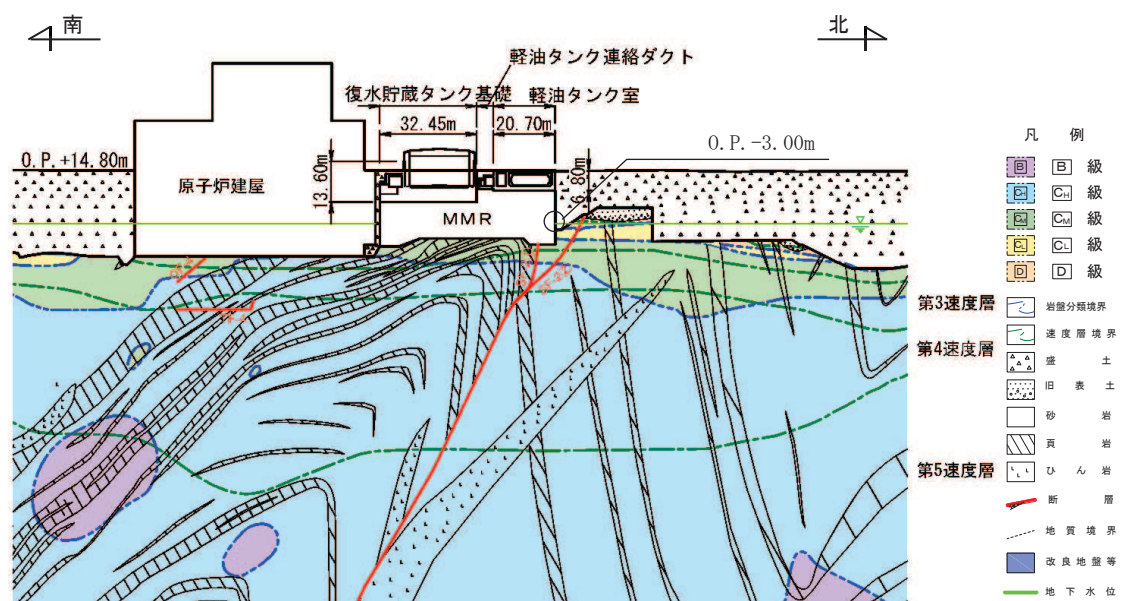 南
北
軽油タンク連絡ダクト
復水貯蔵タンク基礎
軽油タンク室
32.45m
20.70m
O.P.-3.00m
O.P.+14.80m
13.60m
6.80m
原子炉建屋
MMR
第3速度層
第4速度層
第5速度層
凡例
B B 級
CH CH 級
CM CM 級
CL CL 級
D D 級
岩盤分類境界
速度層境界
盛土
旧表土
砂岩
頁岩
ひん岩
断層
地質境界
改良地盤等
地下水位